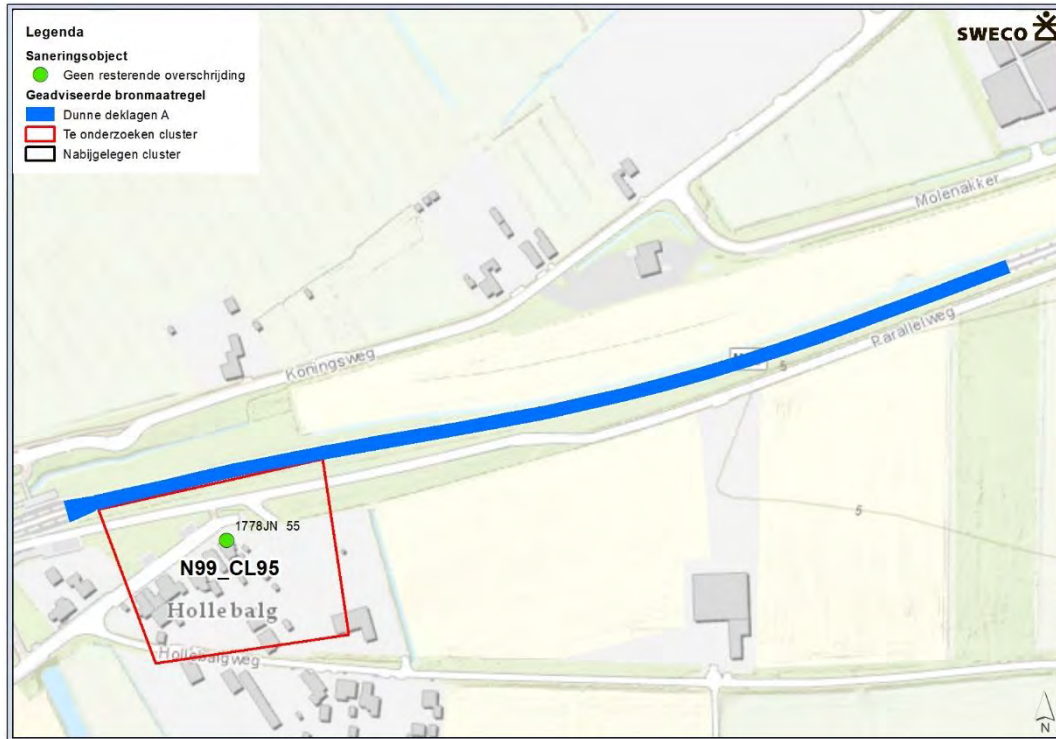 Legenda
Saneringsobject
Geen resterende overschrijding
Geadviseerde bronmaatregel
Dunne deklagen A
Te onderzoeken cluster
Nabijgelegen cluster
SWECO
Molenakker
Koningsweg
Parallelweg
5
1778JN 55
N99_CL95
Hollebalg
5
Hollebalgweg
N